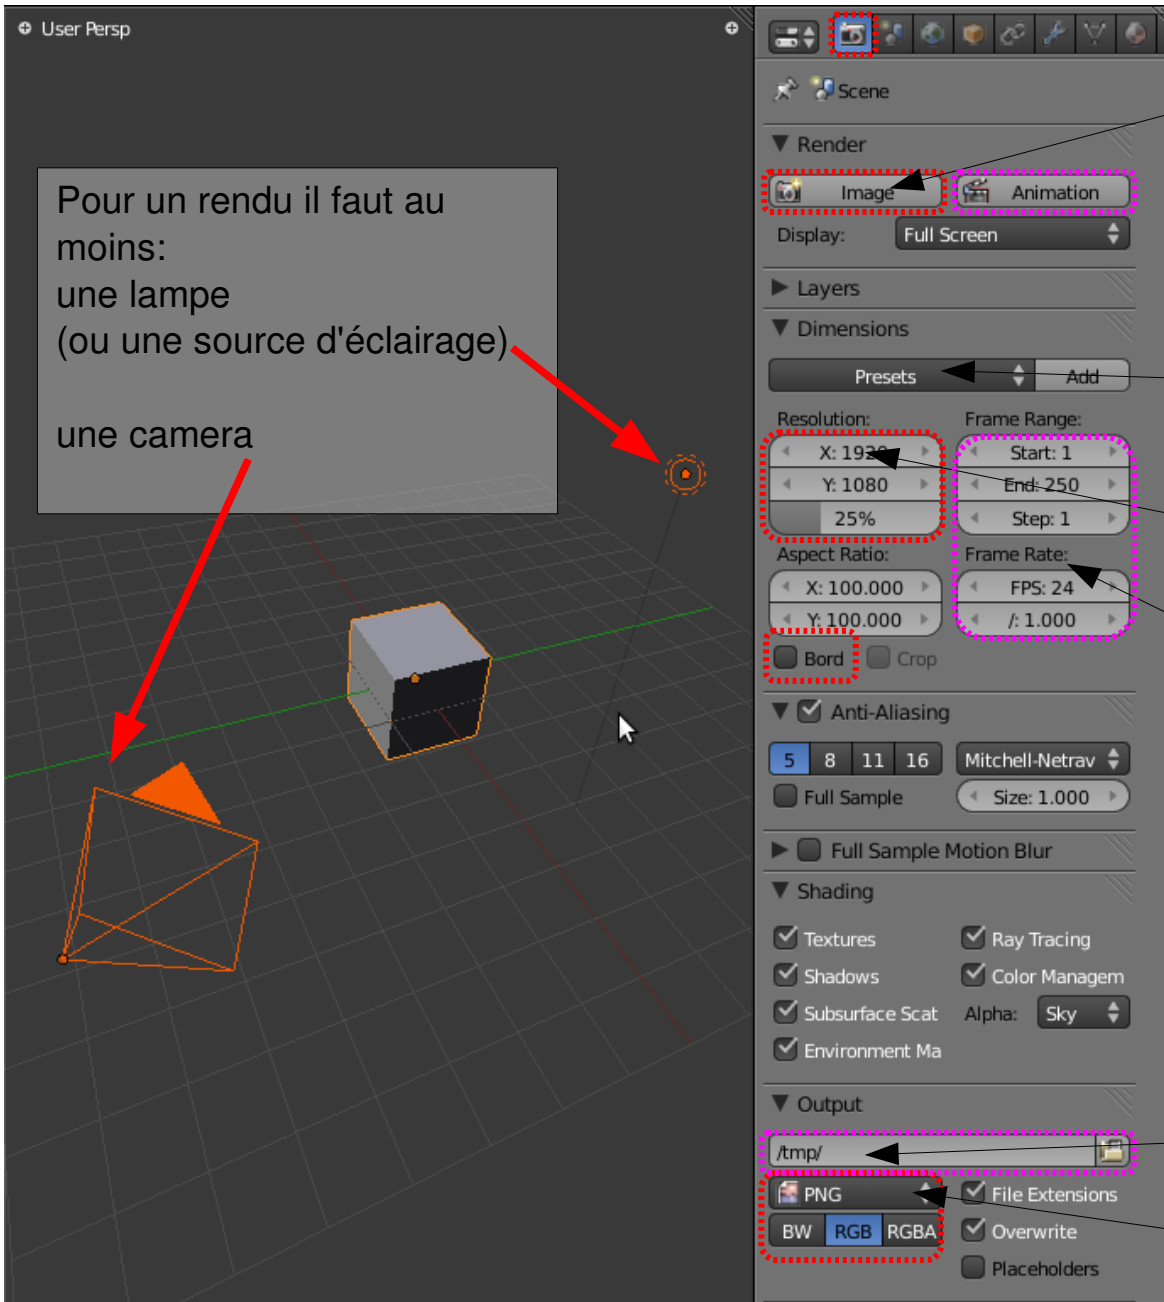 User Persp
Pour un rendu il faut au
moins:
une lampe
(ou une source d'éclairage)
une camera
Scene
Render
Image
Animation
Display:
Full Screen
Layers
Dimensions
Presets
Add
Resolution:
Frame Range:
X: 1920
Start: 1
Y: 1080
End: 250
25%
Step: 1
Aspect Ratio:
Frame Rate:
X: 100.000
FPS: 24
Y: 100.000
/: 1.000
Bord
Crop
Anti-Aliasing
5
8
11
16
Mitchell-Netrav
Full Sample
Size: 1.000
Full Sample Motion Blur
Shading
Textures
Ray Tracing
Shadows
Color Managem
Subsurface Scat
Alpha:
Sky
Environment Ma
Output
/tmp/
PNG
File Extensions
BW
RGB
RGBA
Overwrite
Placeholders